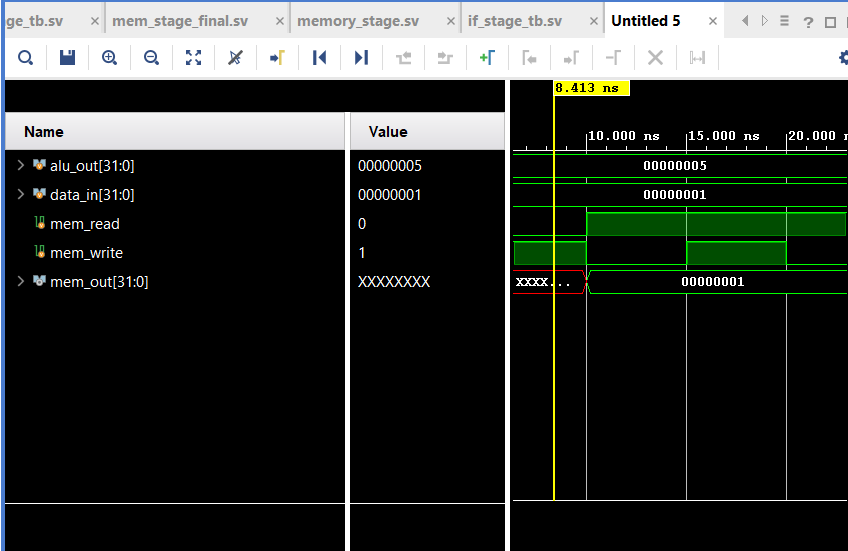 ge_tb.sv × mem_stage_final.sv × memory_stage.sv × if_stage_tb.sv × Untitled 5 × ?
8.413 ns
Name Value
10.000 ns 15.000 ns 20.000
alu_out[31:0] 00000005 00000005
data_in[31:0] 00000001 00000001
mem_read 0
mem_write 1
mem_out[31:0] XXXXXXXX XXXX... 00000001